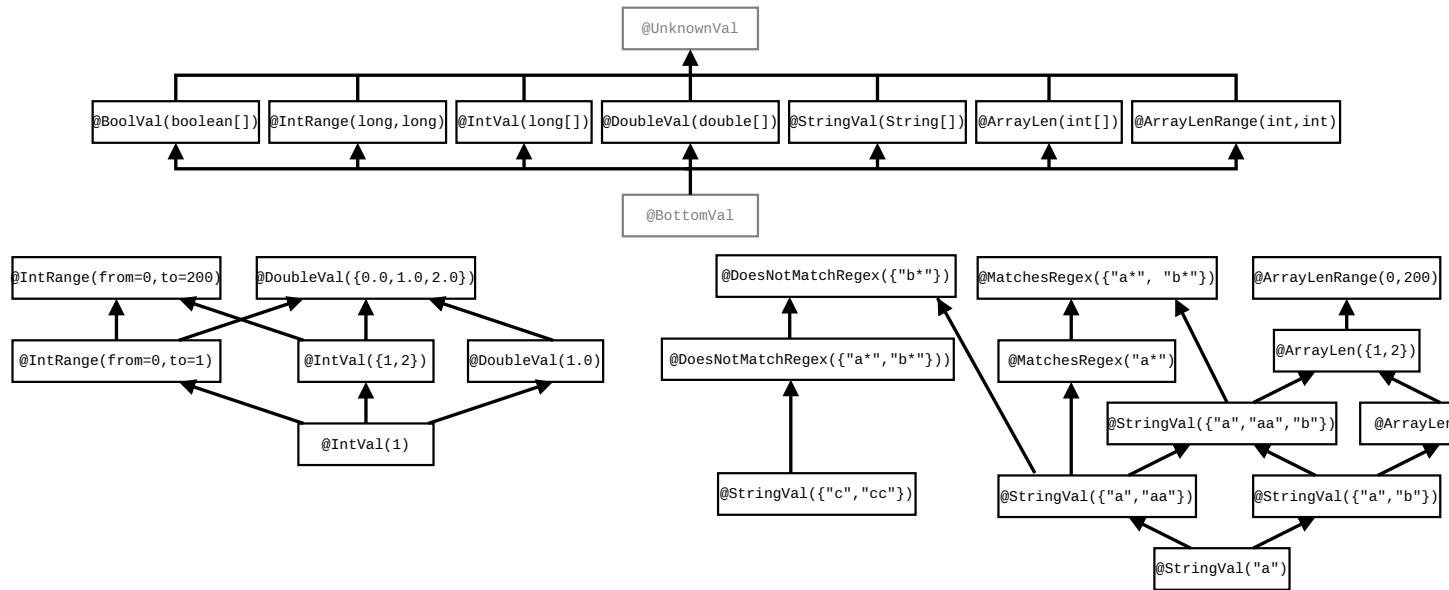 @UnknownVal
@BoolVal(boolean[])
@IntRange(long,long)
@IntVal(long[])
@DoubleVal(double[])
@StringVal(String[])
@ArrayLen(int[])
@ArrayLenRange(int,int)
@BottomVal
@IntRange(from=0,to=200)
@DoubleVal({0.0,1.0,2.0})
@DoesNotMatchRegex({"b*"})
@MatchesRegex({"a*", "b*"})
@ArrayLenRange(0,200)
@IntRange(from=0,to=1)
@IntVal({1,2})
@DoubleVal(1.0)
@DoesNotMatchRegex({"a*","b*"}))
@MatchesRegex("a*")
@ArrayLen({1,2})
@StringVal({"a","aa","b"})
@ArrayLen
@IntVal(1)
@StringVal({"c","cc"})
@StringVal({"a","aa"})
@StringVal({"a","b"})
@StringVal("a")